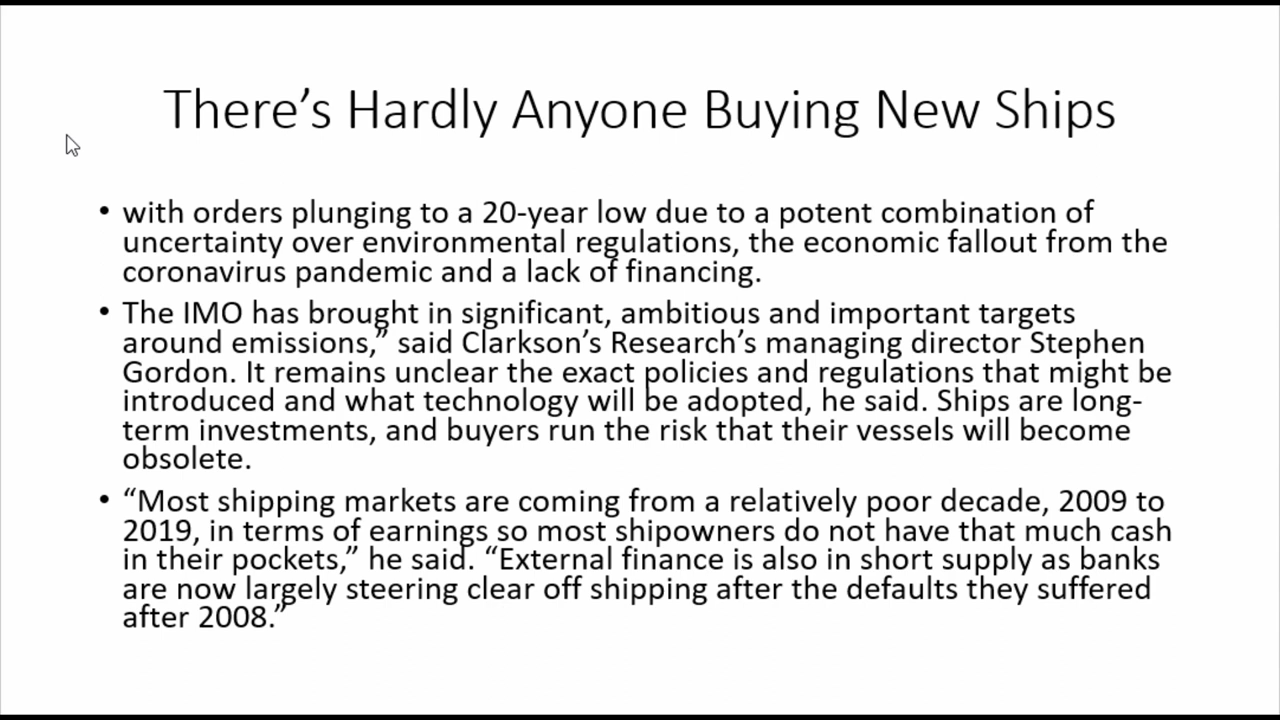 There’s Hardly Anyone Buying New Ships
• with orders plunging to a 20-year low due to a potent combination of
uncertainty over environmental regulations, the economic fallout from the
coronavirus pandemic and a lack of financing.
• The IMO has brought in significant, ambitious and important targets
around emissions,” said Clarkson’s Research’s managing director Stephen
Gordon. It remains unclear the exact policies and regulations that might be
introduced and what technology will be adopted, he said. Ships are long-
term investments, and buyers run the risk that their vessels will become
obsolete.
• “Most shipping markets are coming from a relatively poor decade, 2009 to
2019, in terms of earnings so most shipowners do not have that much cash
in their pockets,” he said. “External finance is also in short supply as banks
are now largely steering clear off shipping after the defaults they suffered
after 2008.”